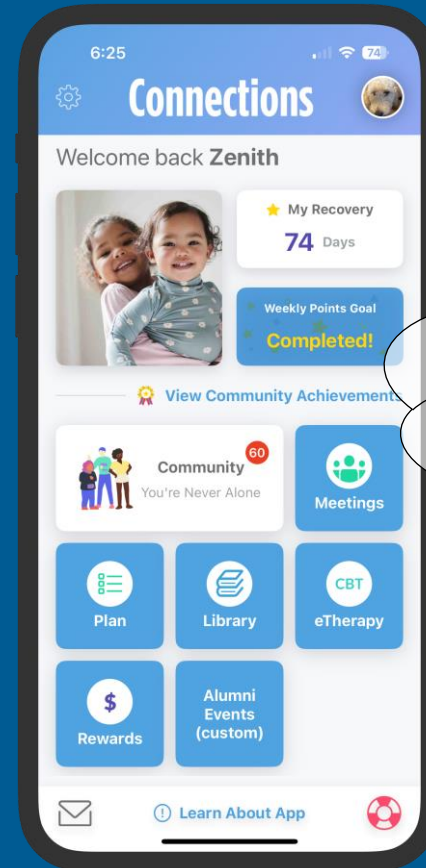 6:25
74
Connections
Welcome back Zenith
My Recovery
74 Days
Weekly Points Goal
Completed!
View Community Achievements
60
Community
You're Never Alone
Meetings
Plan
Library
CBT
eTherapy
$
Rewards
Alumni
Events
(custom)
Learn About App